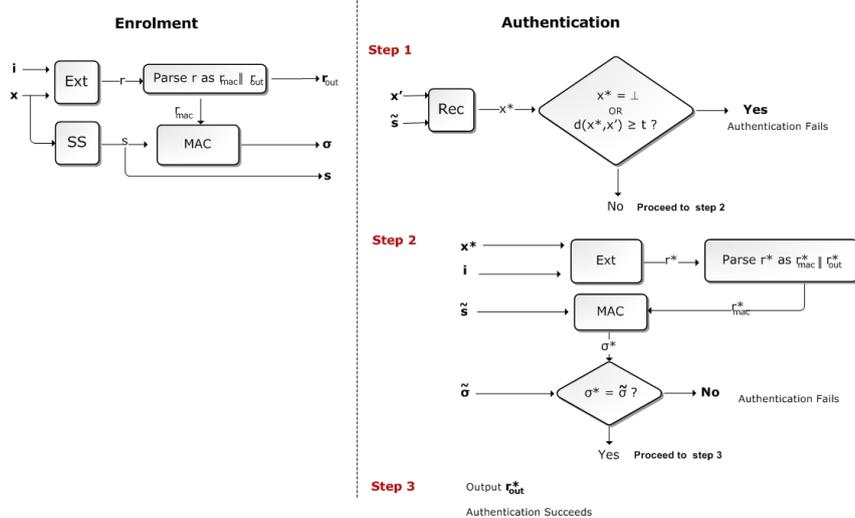 Enrolment
i
x
Ext
r
Parse r as r_mac || r_out
r_out
r_mac
SS
s
MAC
σ
s
Authentication
Step 1
x'
s̃
Rec
x*
x* = ⊥
OR
d(x*,x') ≥ t ?
Yes
Authentication Fails
No Proceed to step 2
Step 2
x*
i
Ext
r*
Parse r* as r*_mac || r*_out
s̃
MAC
r*_mac
σ*
σ̃
σ* = σ̃ ?
No
Authentication Fails
Yes Proceed to step 3
Step 3
Output r*_out
Authentication Succeeds